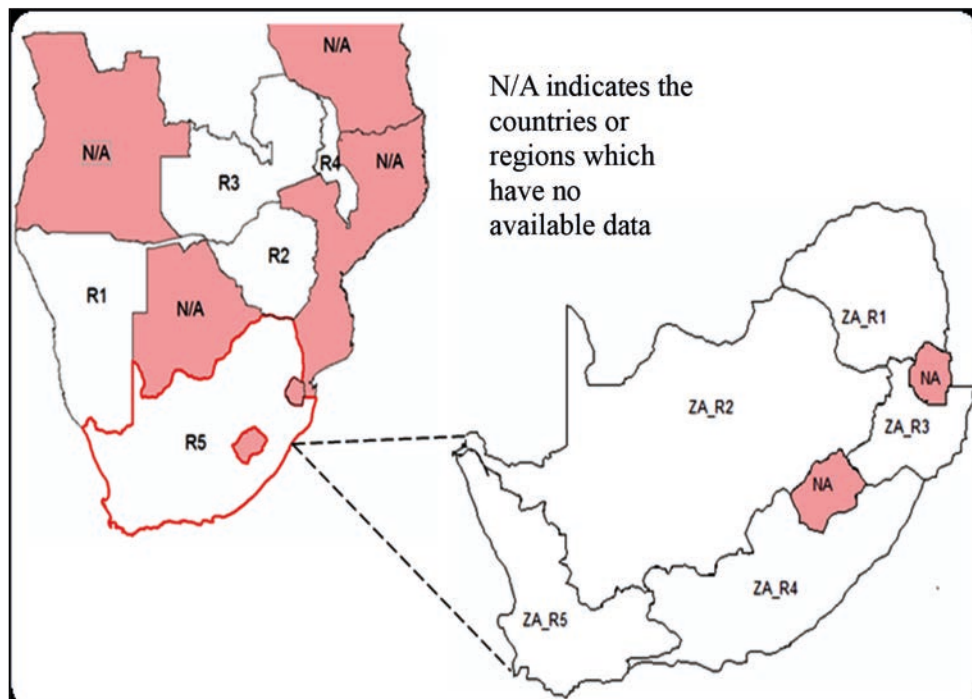 N/A
N/A
N/A
R3
R4
R1
R2
N/A
R5
N/A indicates the
countries or
regions which
have no
available data
ZA_R1
NA
ZA_R2
ZA_R3
NA
ZA_R4
ZA_R5